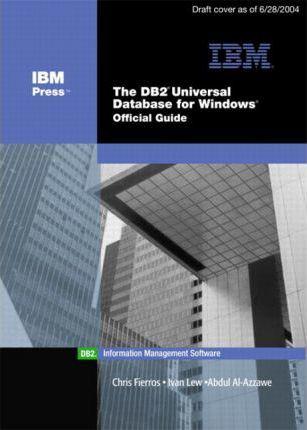 Draft cover as of 6/28/2004
IBM
IBM
Press™
The DB2® Universal
Database for Windows®
Official Guide
DB2. Information Management Software
Chris Fierros • Ivan Lew •Abdul Al-Azzawe